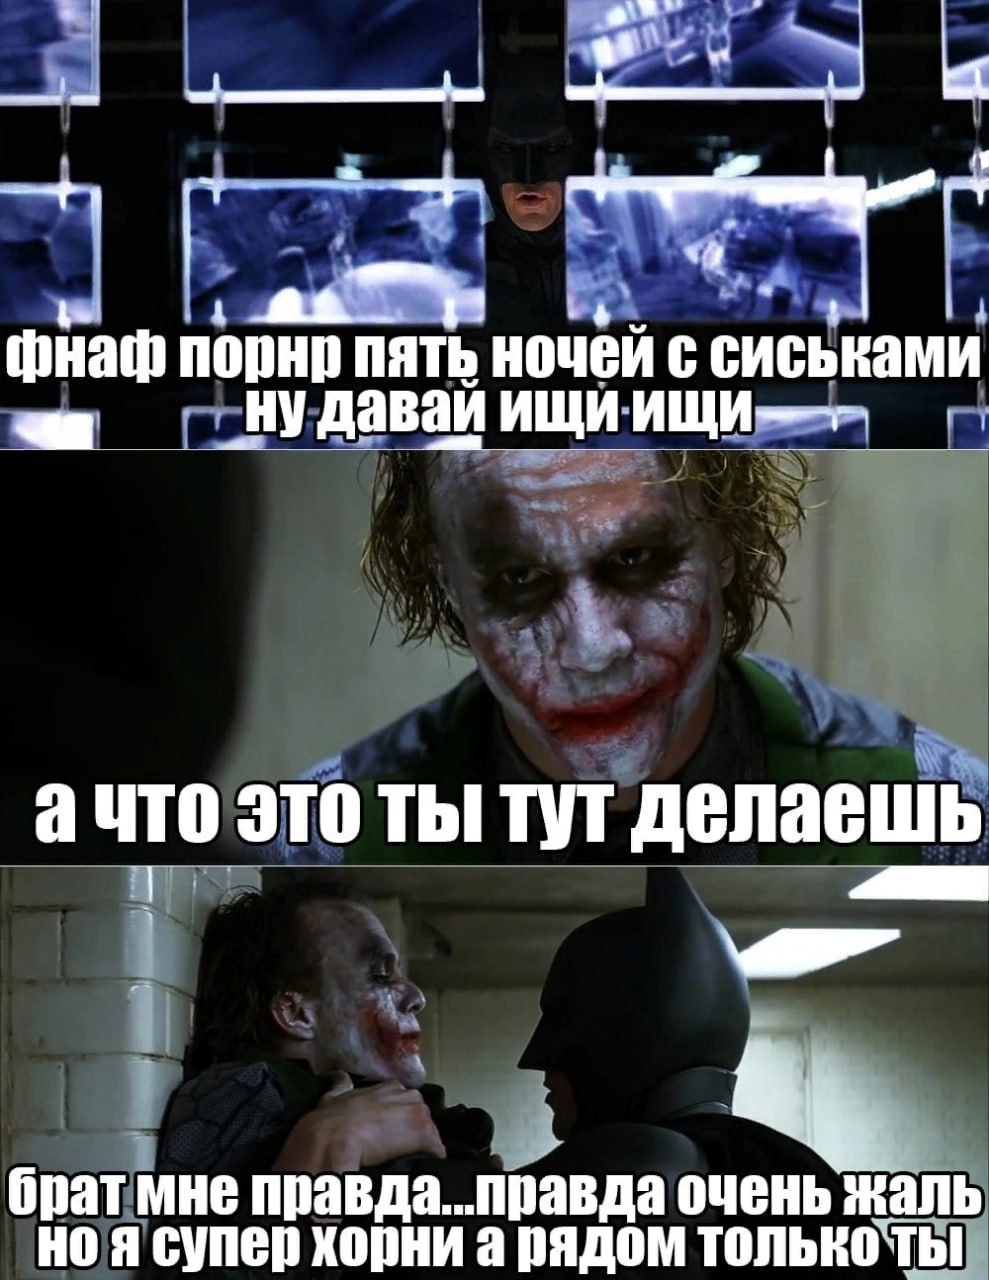 фнаф порнр пять ночей с сиськами
ну давай ищи ищи
а что это ты тут делаешь
брат мне правда...правда очень жаль
но я супер хорни а рядом только ты